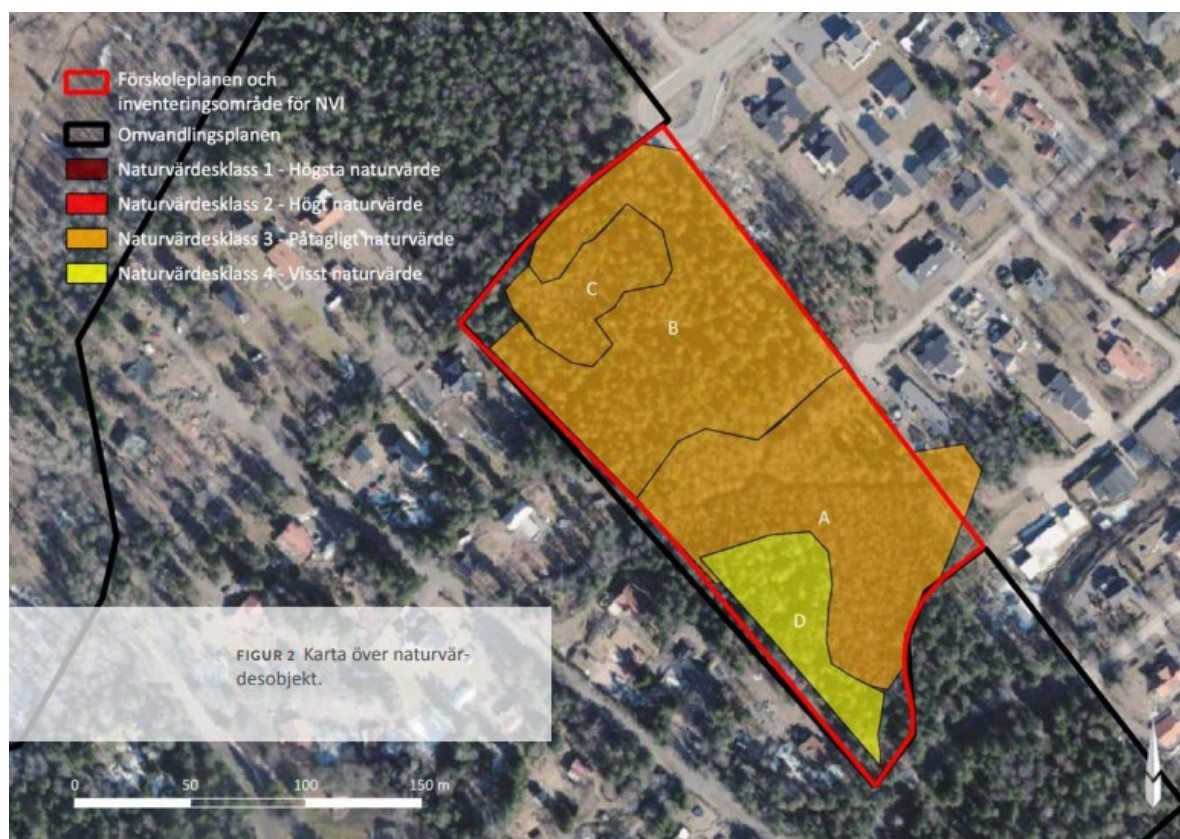 Förskoleplanen och
inventeringsområde för NVI
Omvandlingsplanen
Naturvärdesklass 1 - Högsta naturvärde
Naturvärdesklass 2 - Högt naturvärde
Naturvärdesklass 3 - Påtagligt naturvärde
Naturvärdesklass 4 - Visst naturvärde
C
B
A
D
FIGUR 2 Karta över naturvär-
desobjekt.
0 50 100 150 m